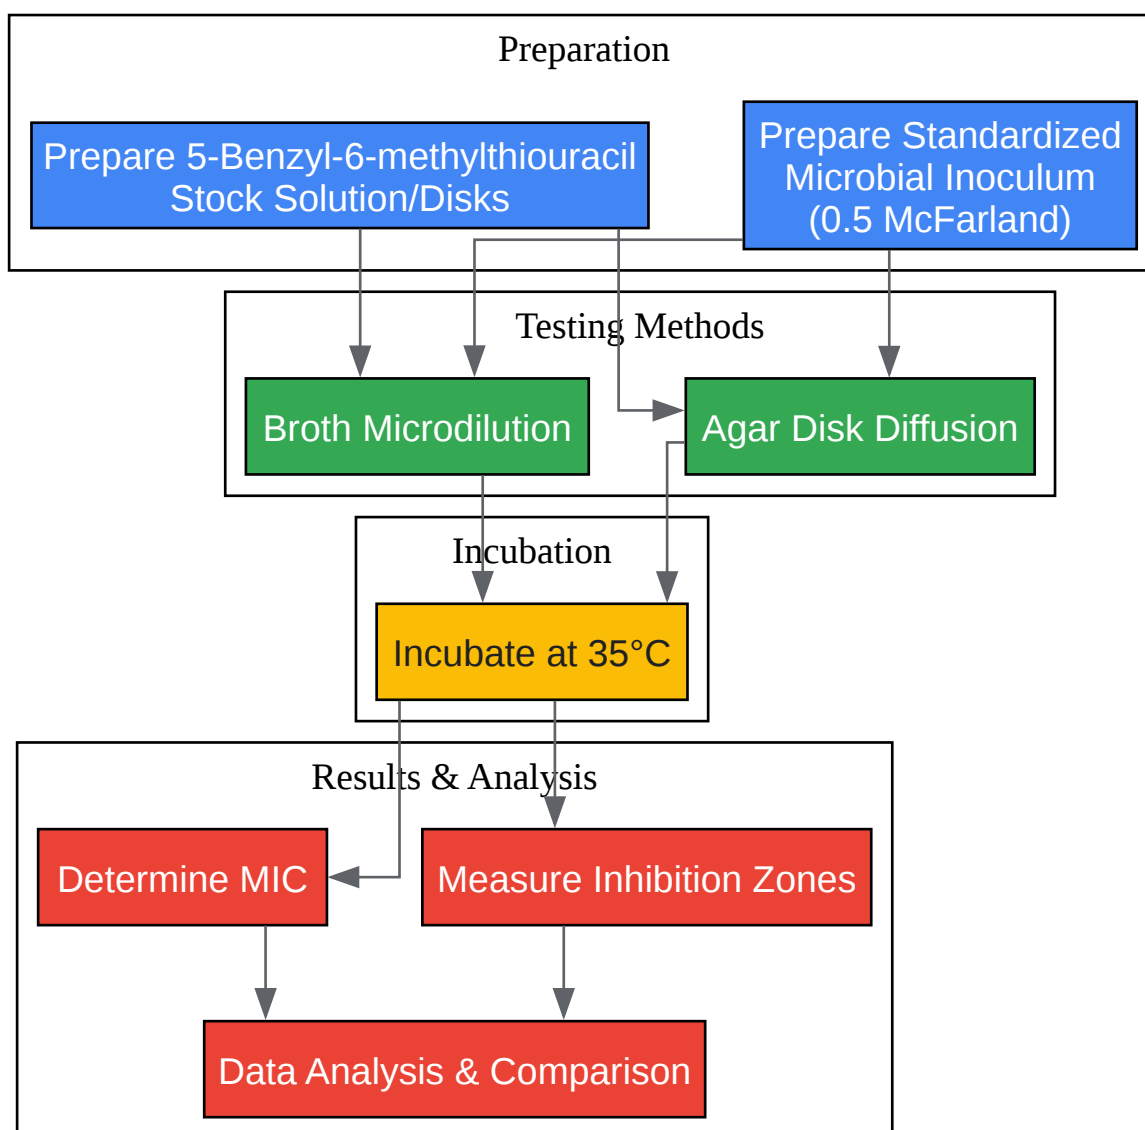 Preparation
Prepare 5-Benzyl-6-methylthiouracil
Stock Solution/Disks
Prepare Standardized
Microbial Inoculum
(0.5 McFarland)
Testing Methods
Broth Microdilution
Agar Disk Diffusion
Incubation
Incubate at 35°C
Results & Analysis
Determine MIC
Measure Inhibition Zones
Data Analysis & Comparison